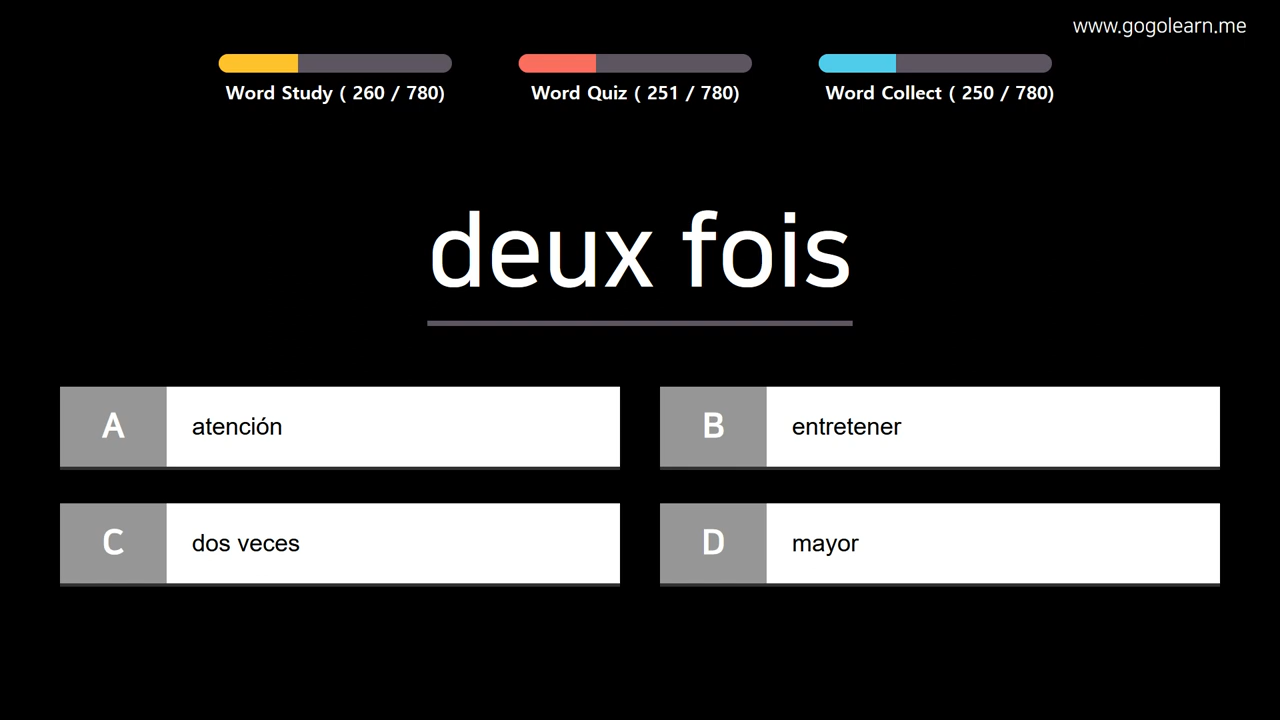 www.gogolearn.me
Word Study ( 260 / 780)
Word Quiz ( 251 / 780)
Word Collect ( 250 / 780)
deux fois
A atención
B entretener
C dos veces
D mayor